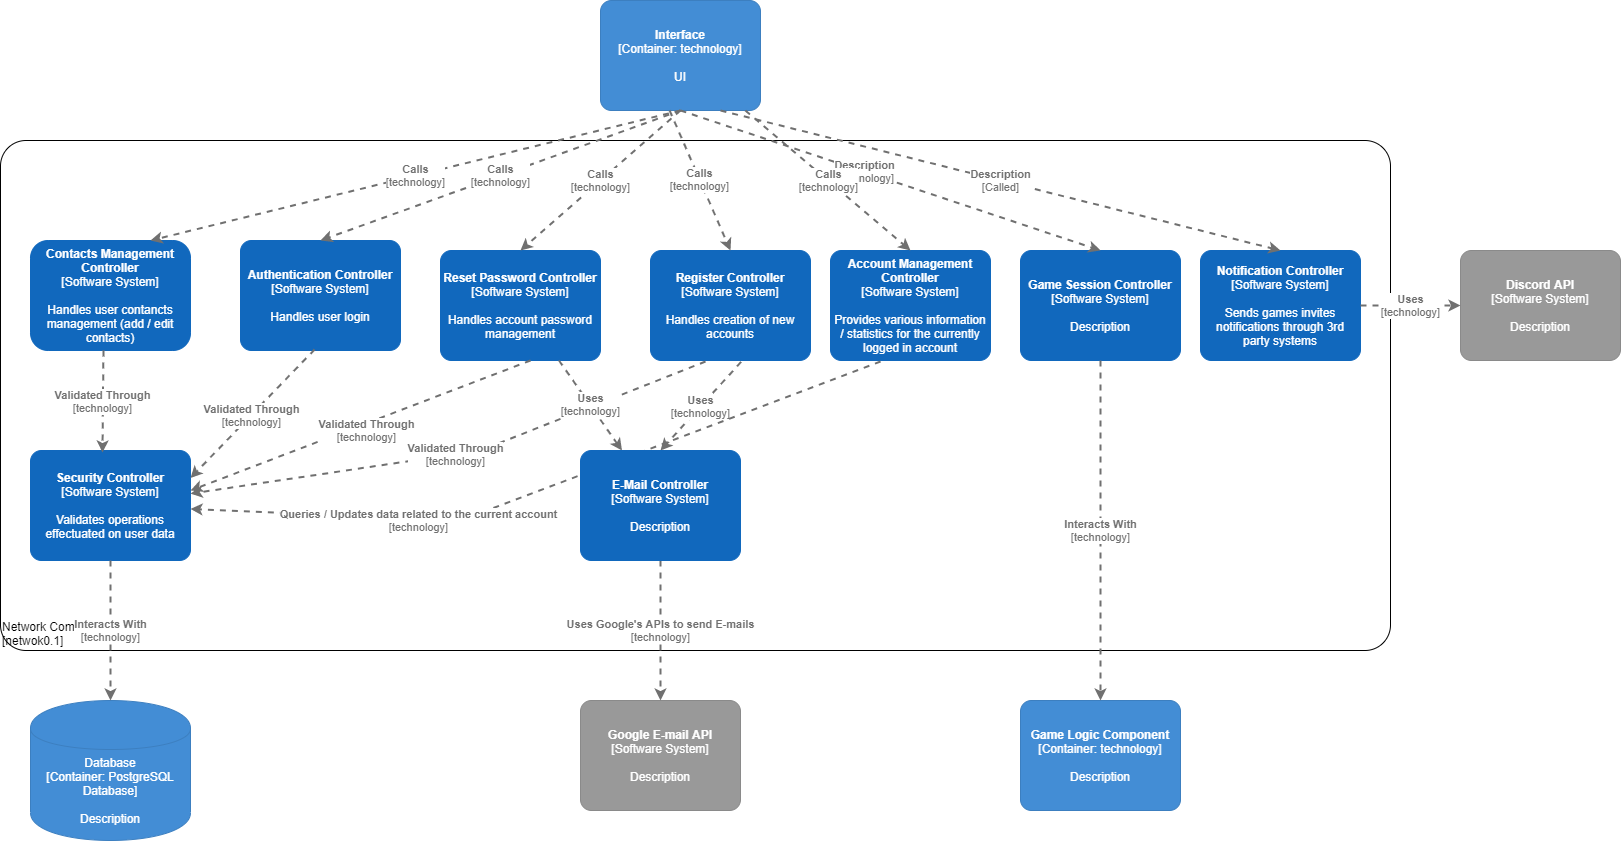 Interface
[Container: technology]
UI
Calls
[technology]
Calls
[technology]
Calls
[technology]
Calls
[technology]
Calls
[technology]
Description
nology]
Description
[Called]
Contacts Management
Controller
[Software System]
Handles user contancts
management (add / edit
contacts)
Authentication Controller
[Software System]
Handles user login
Reset Password Controller
[Software System]
Handles account password
management
Register Controller
[Software System]
Handles creation of new
accounts
Account Management
Controller
[Software System]
Provides various information
/ statistics for the currently
logged in account
Game Session Controller
[Software System]
Description
Notification Controller
[Software System]
Sends games invites
notifications through 3rd
party systems
Uses
[technology]
Discord API
[Software System]
Description
Validated Through
[technology]
Validated Through
[technology]
Validated Through
[technology]
Validated Through
[technology]
Uses
[technology]
Uses
[technology]
Security Controller
[Software System]
Validates operations
effectuated on user data
Queries / Updates data related to the current account
[technology]
E-Mail Controller
[Software System]
Description
Interacts With
[technology]
Network Com
[netwok0.1]
Interacts With
[technology]
Uses Google's APIs to send E-mails
[technology]
Database
[Container: PostgreSQL
Database]
Description
Google E-mail API
[Software System]
Description
Game Logic Component
[Container: technology]
Description